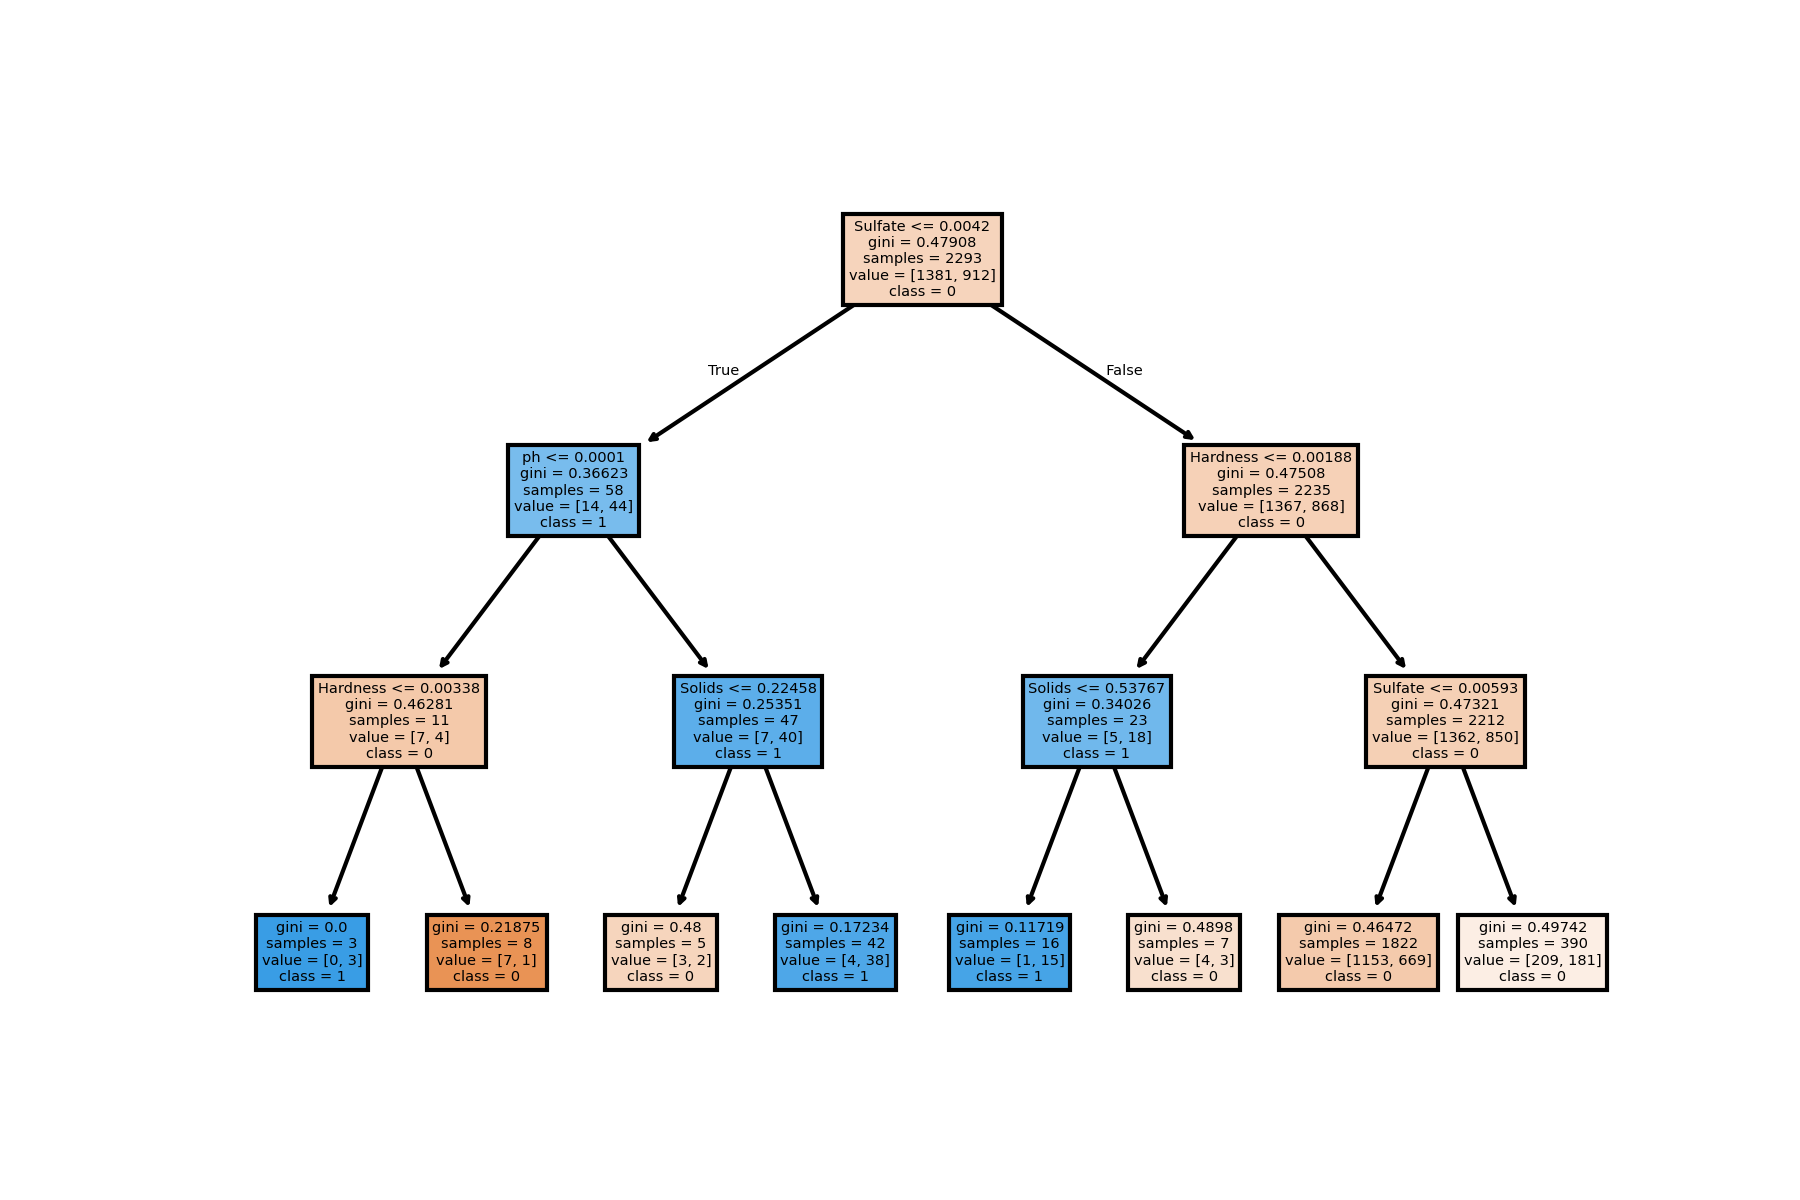 Sulfate <= 0.0042
gini = 0.47908
samples = 2293
value = [1381, 912]
class = 0
True
False
ph <= 0.0001
gini = 0.36623
samples = 58
value = [14, 44]
class = 1
Hardness <= 0.00188
gini = 0.47508
samples = 2235
value = [1367, 868]
class = 0
Hardness <= 0.00338
gini = 0.46281
samples = 11
value = [7, 4]
class = 0
Solids <= 0.22458
gini = 0.25351
samples = 47
value = [7, 40]
class = 1
Solids <= 0.53767
gini = 0.34026
samples = 23
value = [5, 18]
class = 1
Sulfate <= 0.00593
gini = 0.47321
samples = 2212
value = [1362, 850]
class = 0
gini = 0.0
samples = 3
value = [0, 3]
class = 1
gini = 0.21875
samples = 8
value = [7, 1]
class = 0
gini = 0.48
samples = 5
value = [3, 2]
class = 0
gini = 0.17234
samples = 42
value = [4, 38]
class = 1
gini = 0.11719
samples = 16
value = [1, 15]
class = 1
gini = 0.4898
samples = 7
value = [4, 3]
class = 0
gini = 0.46472
samples = 1822
value = [1153, 669]
class = 0
gini = 0.49742
samples = 390
value = [209, 181]
class = 0